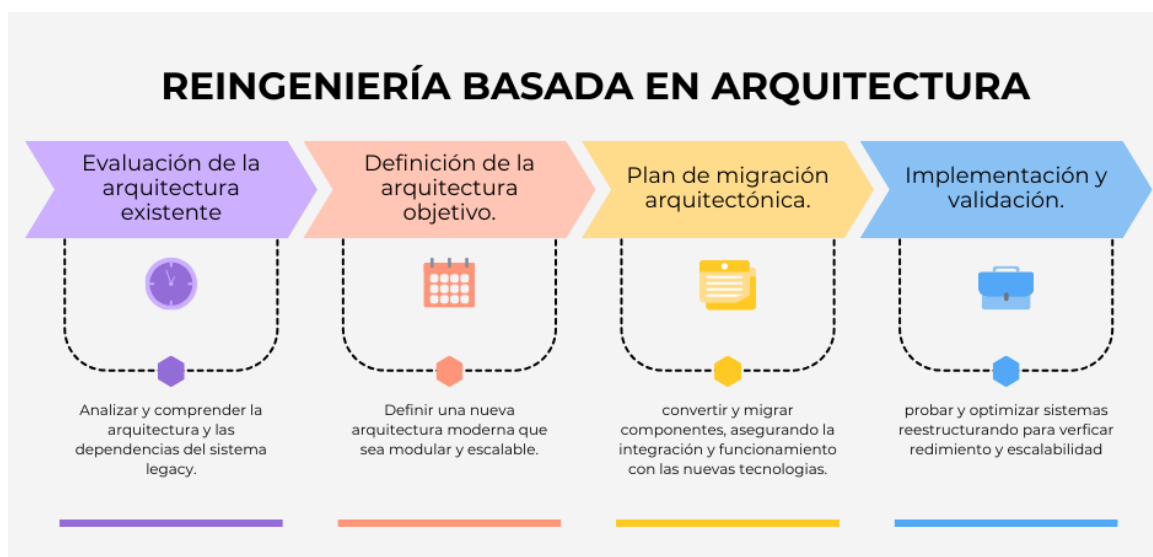 REINGENIERÍA BASADA EN ARQUITECTURA
Evaluación de la
arquitectura
existente
Definición de la
arquitectura
objetivo.
Plan de migración
arquitectónica.
Implementación y
validación.
Analizar y comprender la
arquitectura y las
dependencias del sistema
legacy.
Definir una nueva
arquitectura moderna que
sea modular y escalable.
convertir y migrar
componentes, asegurando la
integración y funcionamiento
con las nuevas tecnologias.
probar y optimizar sistemas
reestructurando para verficar
redimiento y escalabilidad